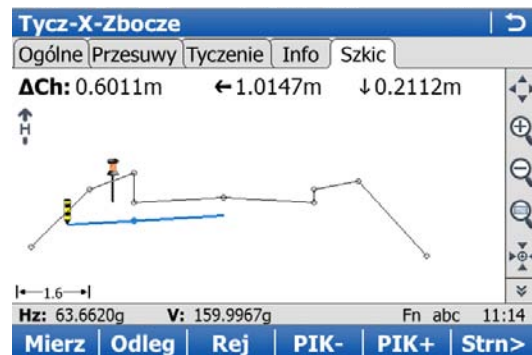 Tycz-X-Zbocze
Ogólne Przesuwy Tyczenie Info Szkic
ΔCh: 0.6011m ←1.0147m ↓0.2112m
H
1.6
Hz: 63.6620g V: 159.9967g Fn abc 11:14
Mierz Odleg Rej PIK- PIK+ Strn>